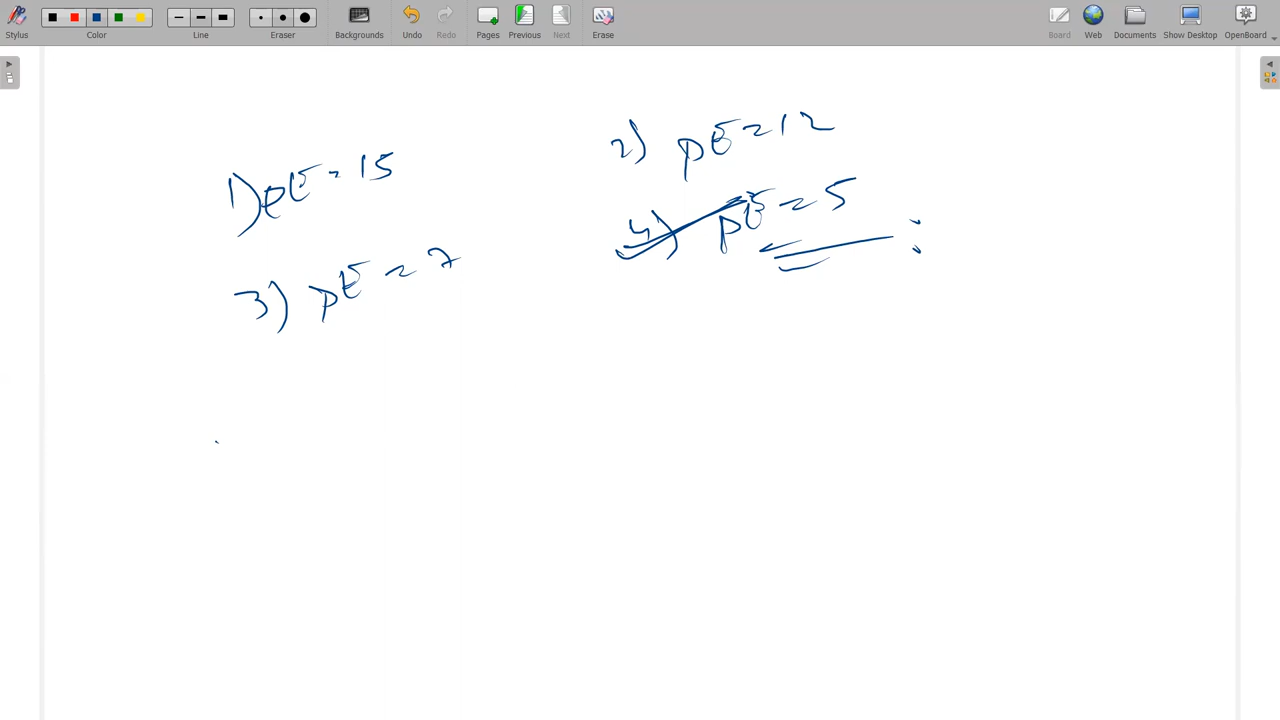 Stylus Color Line Eraser Backgrounds Undo Redo Pages Previous Next Erase Board Web Documents Show Desktop OpenBoard
1) PE = 15
2) PE = 12
3) PE = 7
4) PE = 5